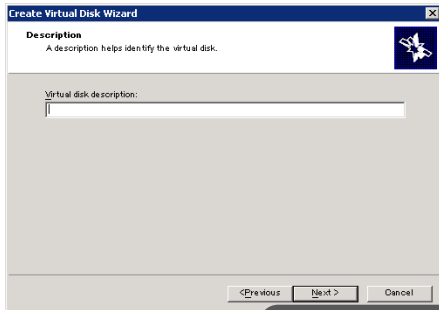 Create Virtual Disk Wizard
Description
A description helps identify the virtual disk.
Virtual disk description:
<Previous
Next >
Cancel